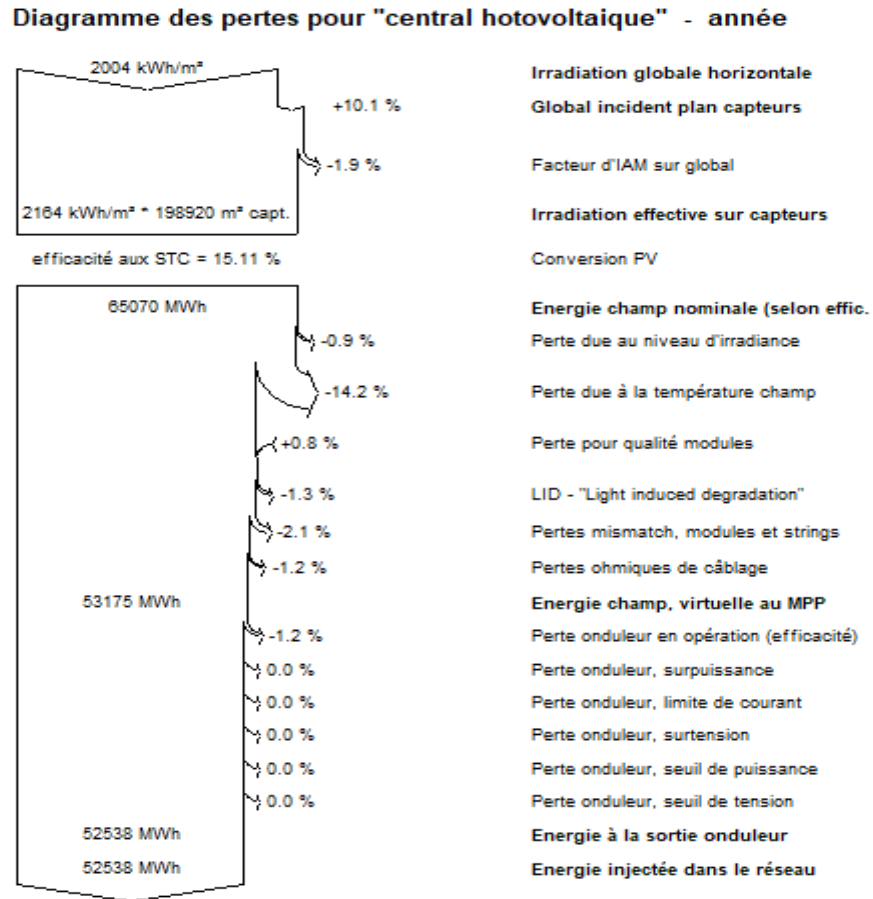 Diagramme des pertes pour "central hotovoltaique" - année
2004 kWh/m² Irradiation globale horizontale
+10.1 % Global incident plan capteurs
-1.9 % Facteur d'IAM sur global
2164 kWh/m² * 198920 m² capt. Irradiation effective sur capteurs
efficacité aux STC = 15.11 % Conversion PV
65070 MWh Energie champ nominale (selon effic.
-0.9 % Perte due au niveau d'irradiance
-14.2 % Perte due à la température champ
+0.8 % Perte pour qualité modules
-1.3 % LID - "Light induced degradation"
-2.1 % Pertes mismatch, modules et strings
-1.2 % Pertes ohmiques de câblage
53175 MWh Energie champ, virtuelle au MPP
-1.2 % Perte onduleur en opération (efficacité)
0.0 % Perte onduleur, surpuissance
0.0 % Perte onduleur, limite de courant
0.0 % Perte onduleur, surtension
0.0 % Perte onduleur, seuil de puissance
0.0 % Perte onduleur, seuil de tension
52538 MWh Energie à la sortie onduleur
52538 MWh Energie injectée dans le réseau